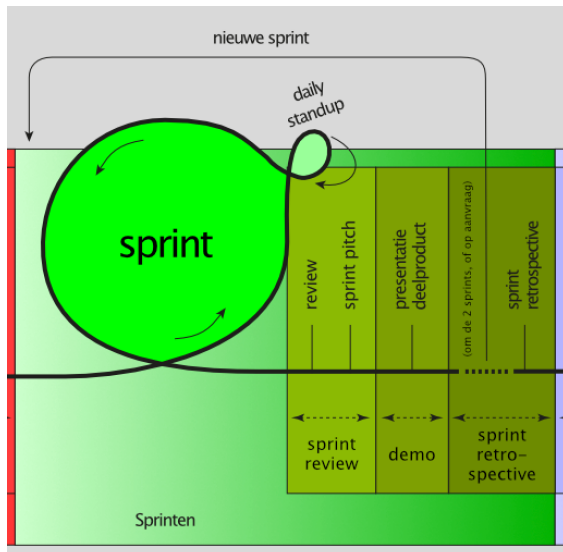 nieuwe sprint
daily
standup
sprint
review
sprint pitch
presentatie
deelproduct
(om de 2 sprints, of op aanvraag)
sprint
retrospective
sprint
review
demo
sprint
retro-
spective
Sprinten